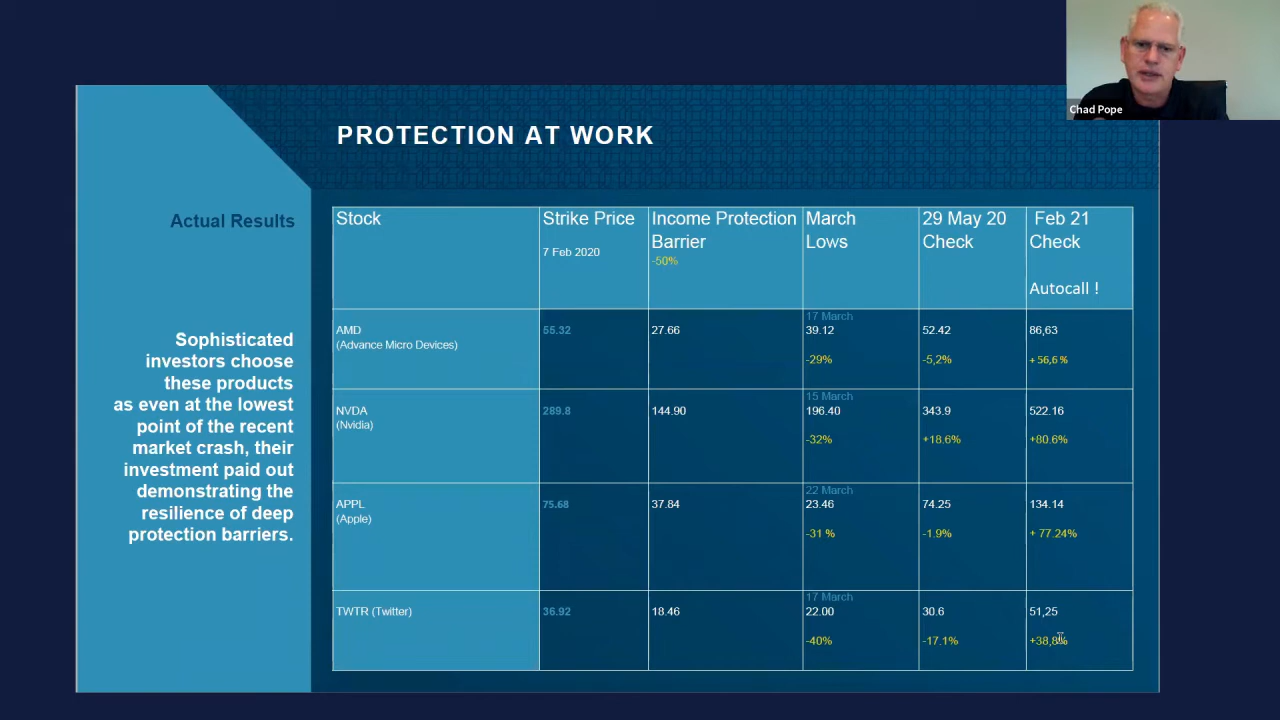 Chad Pope
PROTECTION AT WORK
Actual Results
Sophisticated
investors choose
these products
as even at the lowest
point of the recent
market crash, their
investment paid out
demonstrating the
resilience of deep
protection barriers.
Stock
Strike Price
7 Feb 2020
Income Protection
Barrier
-50%
March
Lows
29 May 20
Check
Feb 21
Check
Autocall !
AMD
(Advance Micro Devices)
55.32
27.66
17 March
39.12
-29%
52.42
-5,2%
86,63
+ 56,6 %
NVDA
(Nvidia)
289.8
144.90
15 March
196.40
-32%
343.9
+18.6%
522.16
+80.6%
APPL
(Apple)
75.68
37.84
22 March
23.46
-31 %
74.25
-1.9%
134.14
+ 77.24%
TWTR (Twitter)
36.92
18.46
17 March
22.00
-40%
30.6
-17.1%
51,25
+38,8%